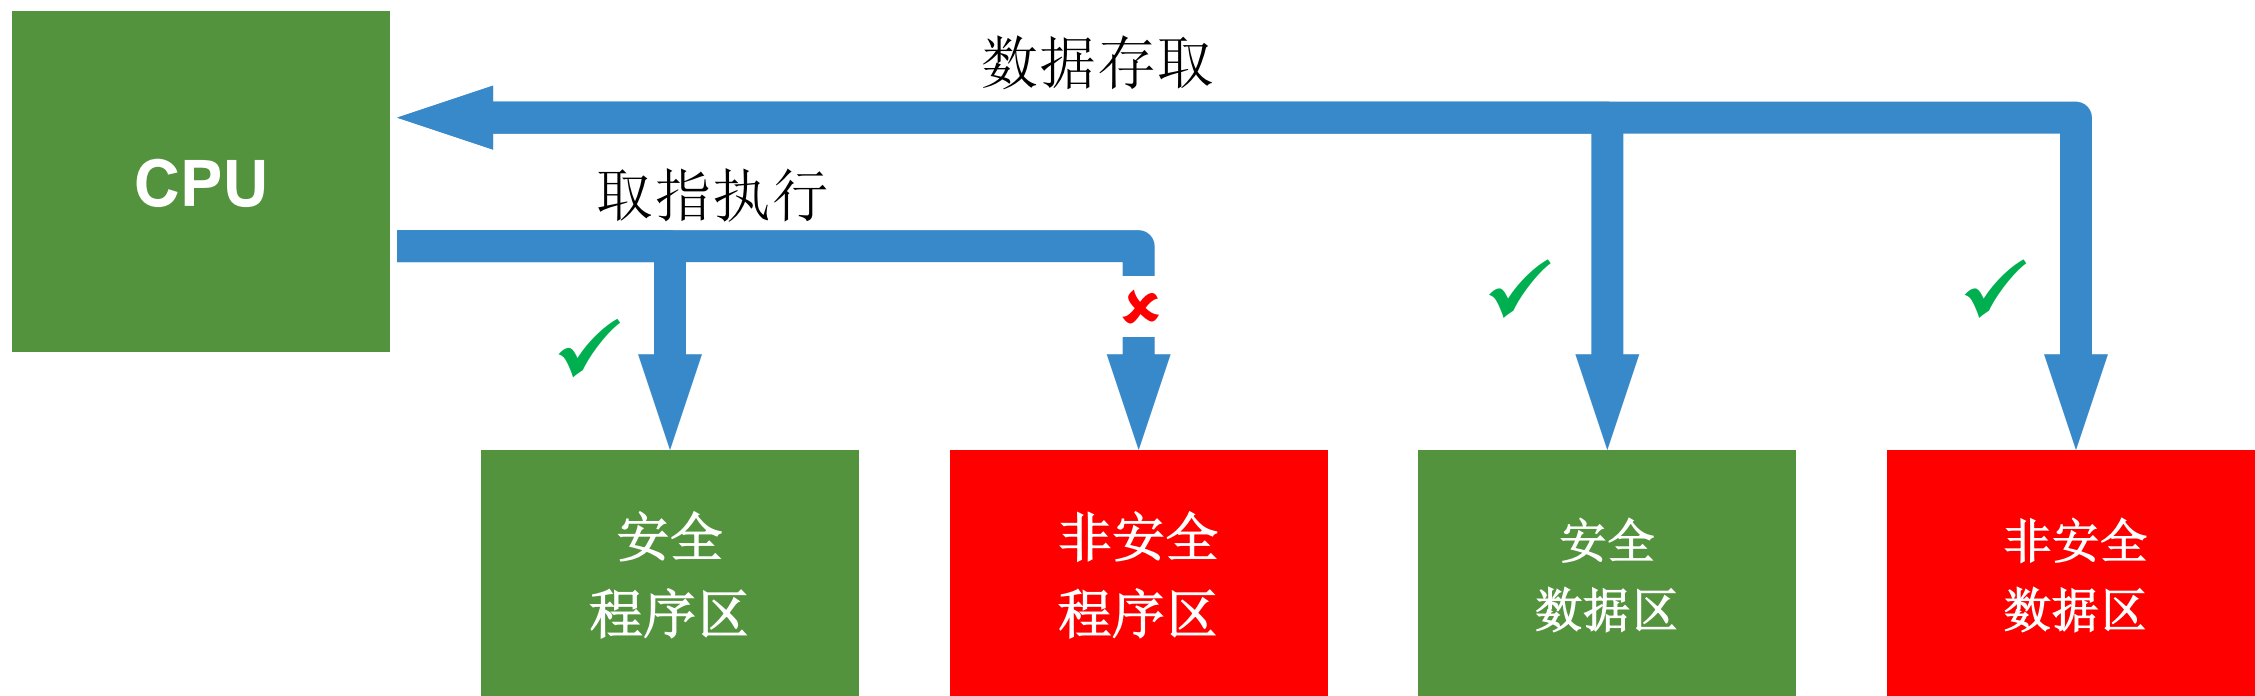 数据存取
CPU
取指执行
安全
程序区
非安全
程序区
安全
数据区
非安全
数据区